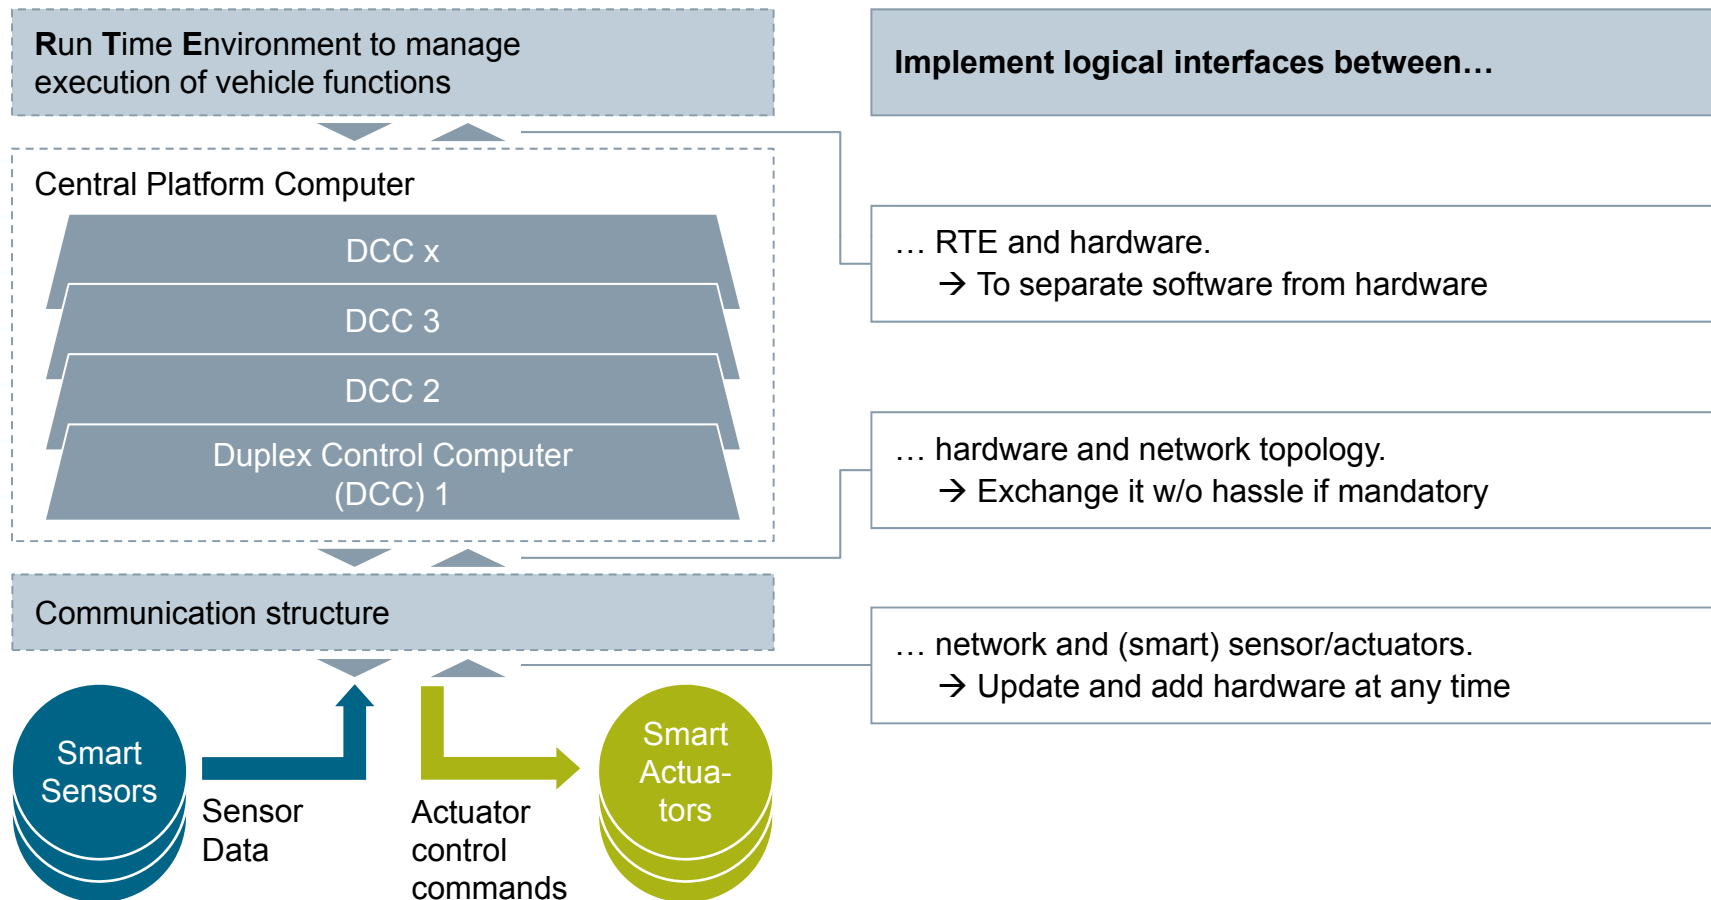 Run Time Environment to manage
execution of vehicle functions
Central Platform Computer
DCC x
DCC 3
DCC 2
Duplex Control Computer
(DCC) 1
Communication structure
Smart
Sensors
Sensor
Data
Actuator
control
commands
Smart
Actua-
tors
Implement logical interfaces between…
… RTE and hardware.
→ To separate software from hardware
… hardware and network topology.
→ Exchange it w/o hassle if mandatory
… network and (smart) sensor/actuators.
→ Update and add hardware at any time